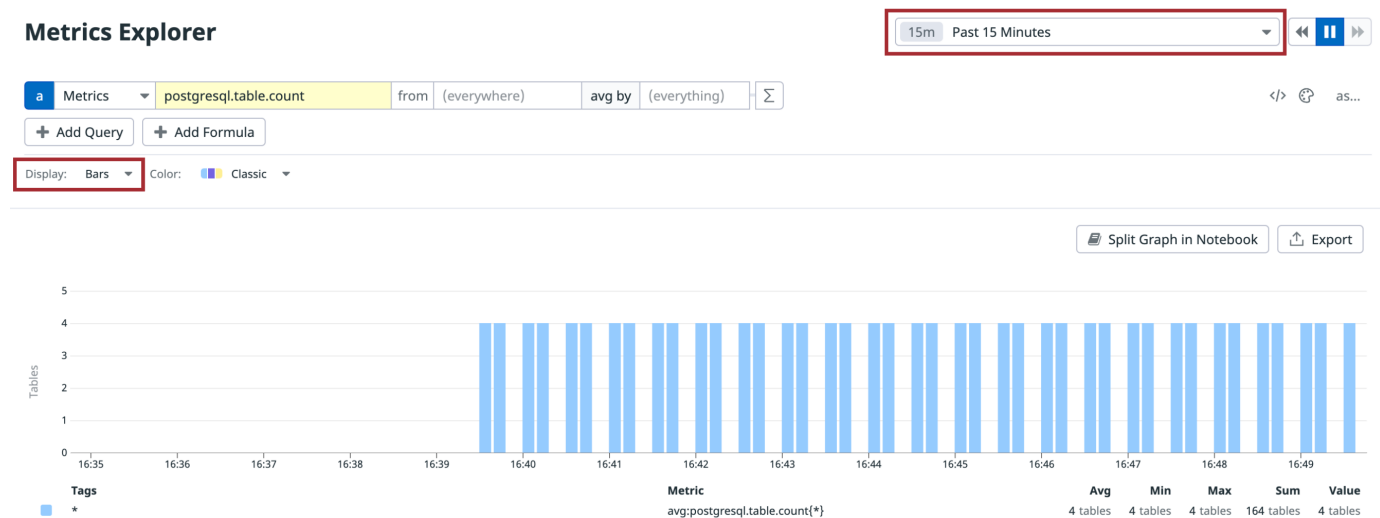 Metrics Explorer
15m Past 15 Minutes
a Metrics postgresql.table.count from (everywhere) avg by (everything) Σ </> as...
+ Add Query + Add Formula
Display: Bars Color: Classic
Split Graph in Notebook Export
5
4
3
2
1
0
Tables
16:35 16:36 16:37 16:38 16:39 16:40 16:41 16:42 16:43 16:44 16:45 16:46 16:47 16:48 16:49
Tags Metric Avg Min Max Sum Value
* avg:postgresql.table.count{*} 4 tables 4 tables 4 tables 164 tables 4 tables